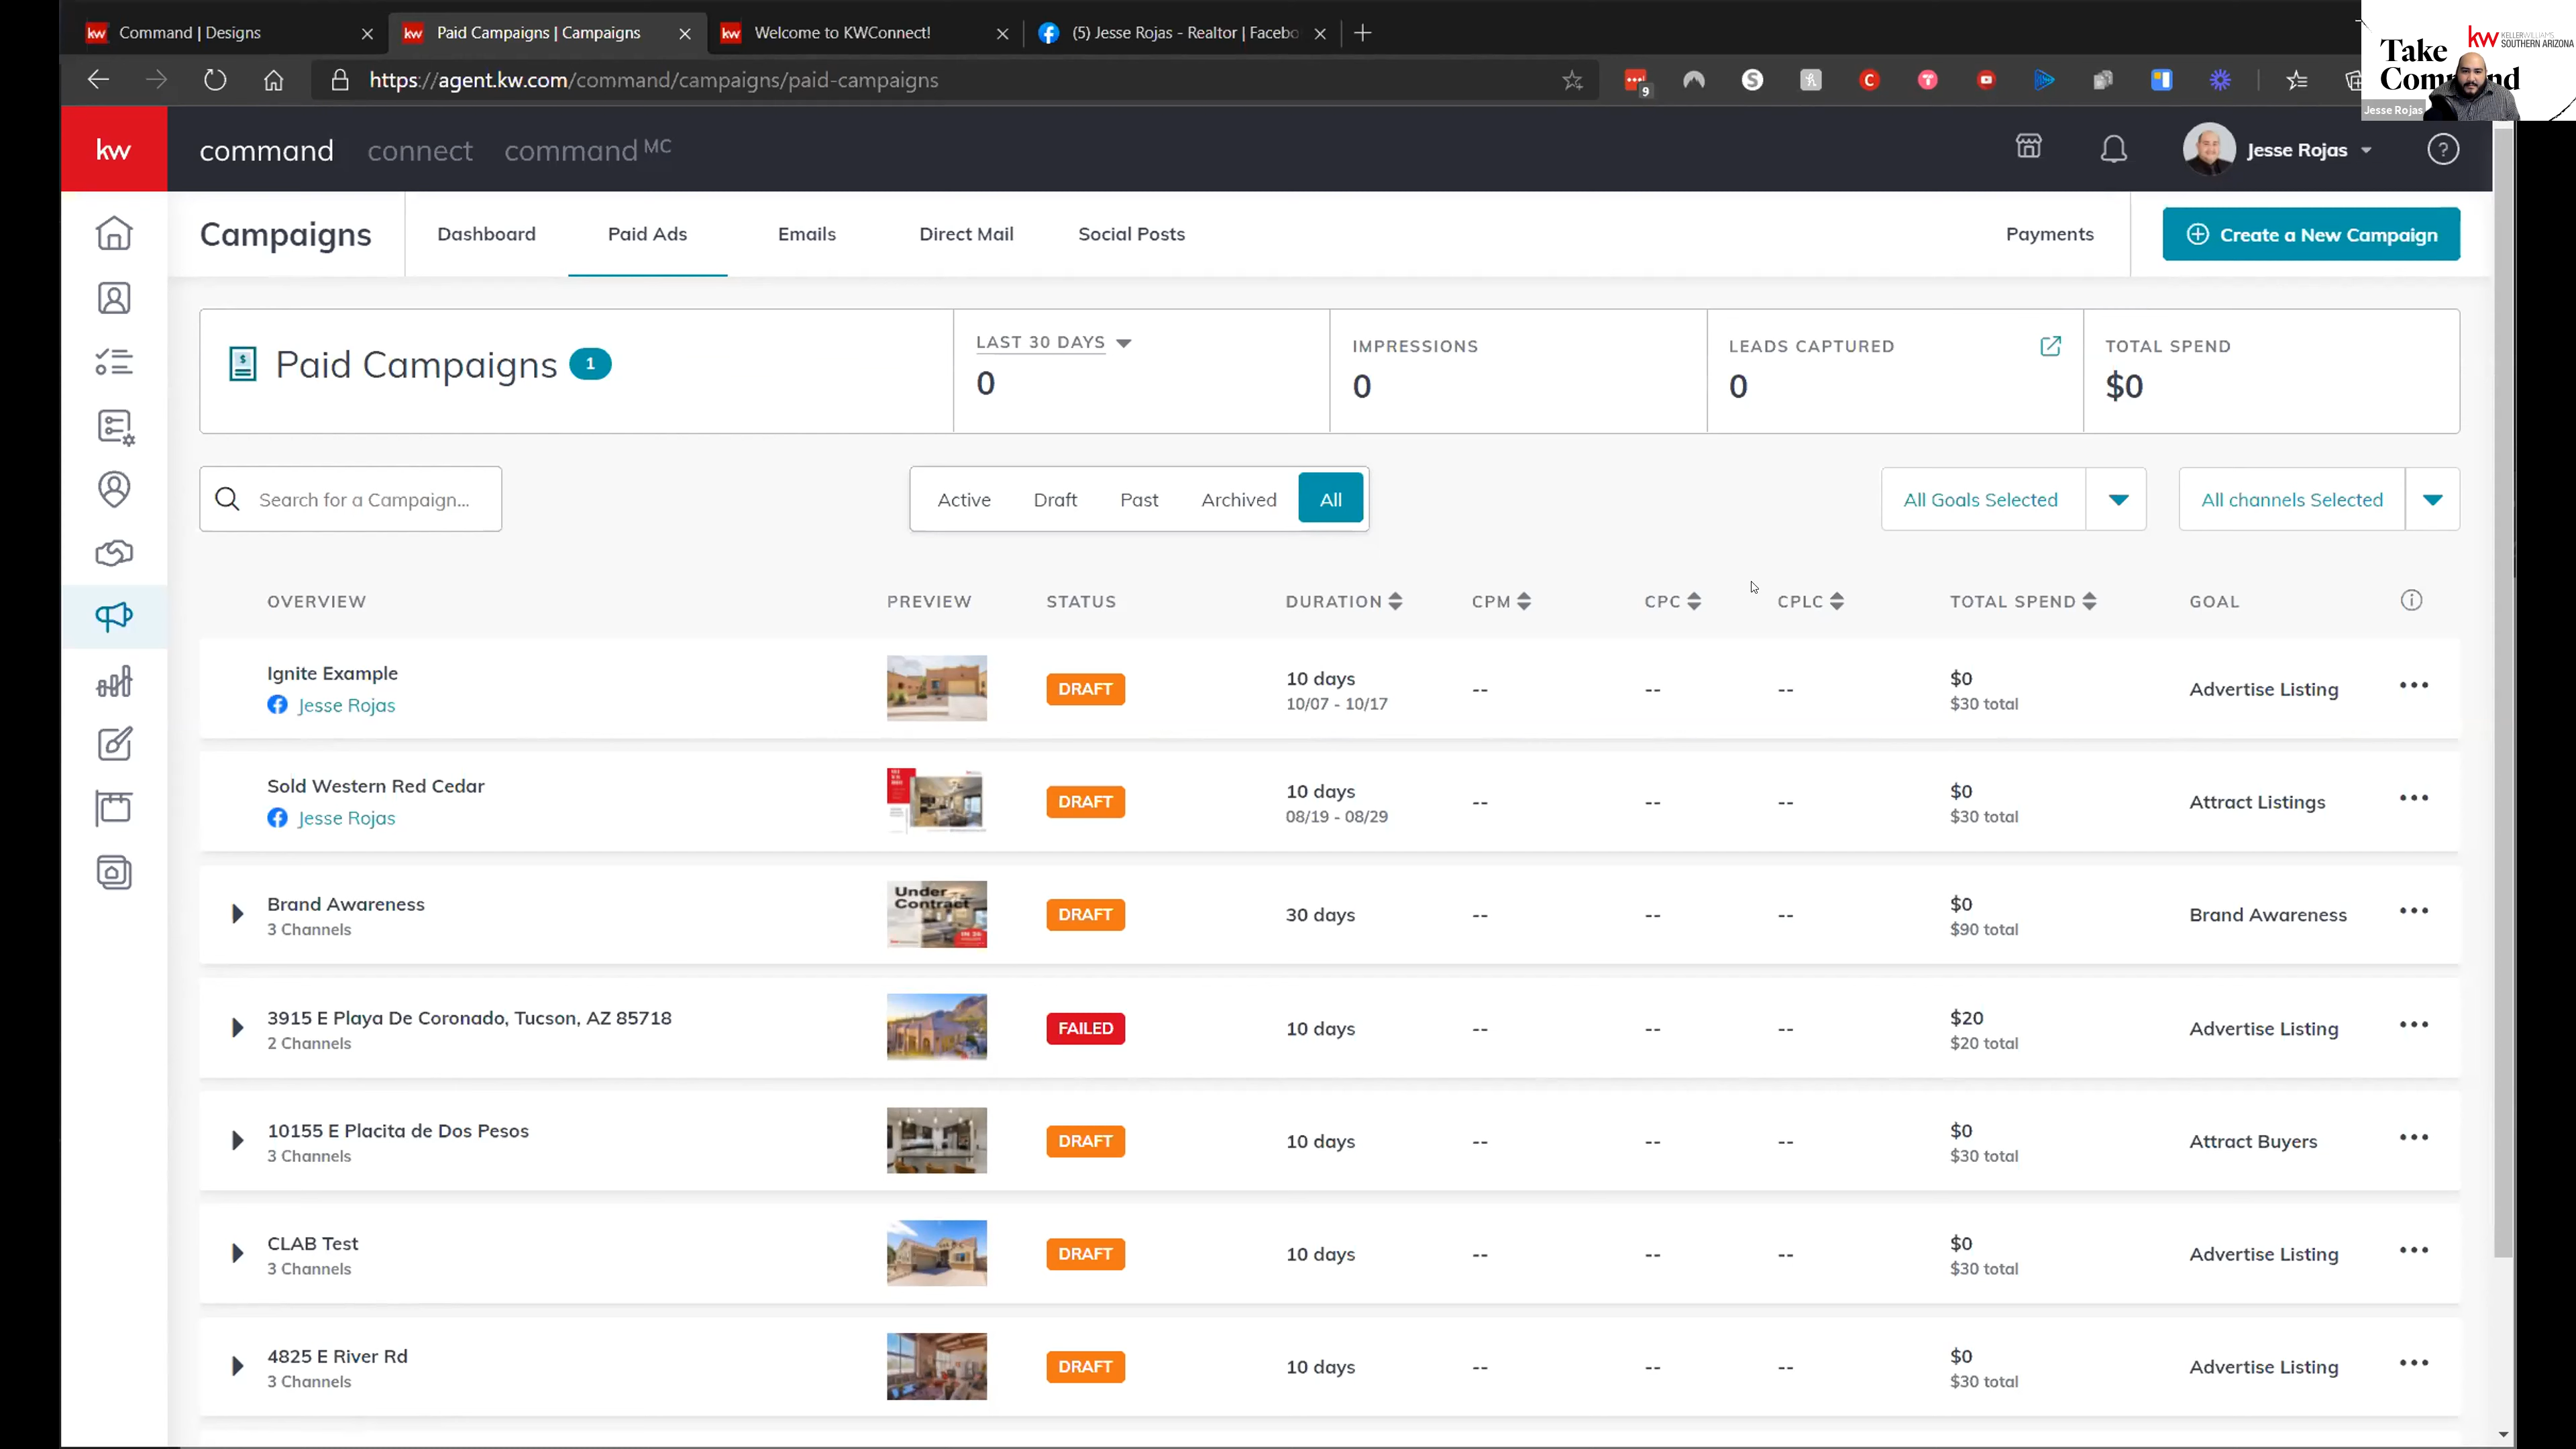 Command | Designs
Paid Campaigns | Campaigns
Welcome to KWConnect!
(5) Jesse Rojas - Realtor | Facebo
https://agent.kw.com/command/campaigns/paid-campaigns
9
Take Command
kw KELLERWILLIAMS SOUTHERN ARIZONA
Jesse Rojas
kw
command
connect
command MC
Jesse Rojas
Campaigns
Dashboard
Paid Ads
Emails
Direct Mail
Social Posts
Payments
Create a New Campaign
Paid Campaigns 1
LAST 30 DAYS
0
IMPRESSIONS
0
LEADS CAPTURED
0
TOTAL SPEND
$0
Search for a Campaign...
Active
Draft
Past
Archived
All
All Goals Selected
All channels Selected
OVERVIEW PREVIEW STATUS DURATION CPM CPC CPLC TOTAL SPEND GOAL
Ignite Example
Jesse Rojas
DRAFT
10 days
10/07 - 10/17
-- -- --
$0
$30 total
Advertise Listing
Sold Western Red Cedar
Jesse Rojas
DRAFT
10 days
08/19 - 08/29
-- -- --
$0
$30 total
Attract Listings
Brand Awareness
3 Channels
Under
Contract
DRAFT
30 days
-- -- --
$0
$90 total
Brand Awareness
3915 E Playa De Coronado, Tucson, AZ 85718
2 Channels
FAILED
10 days
-- -- --
$20
$20 total
Advertise Listing
10155 E Placita de Dos Pesos
3 Channels
DRAFT
10 days
-- -- --
$0
$30 total
Attract Buyers
CLAB Test
3 Channels
DRAFT
10 days
-- -- --
$0
$30 total
Advertise Listing
4825 E River Rd
3 Channels
DRAFT
10 days
-- -- --
$0
$30 total
Advertise Listing